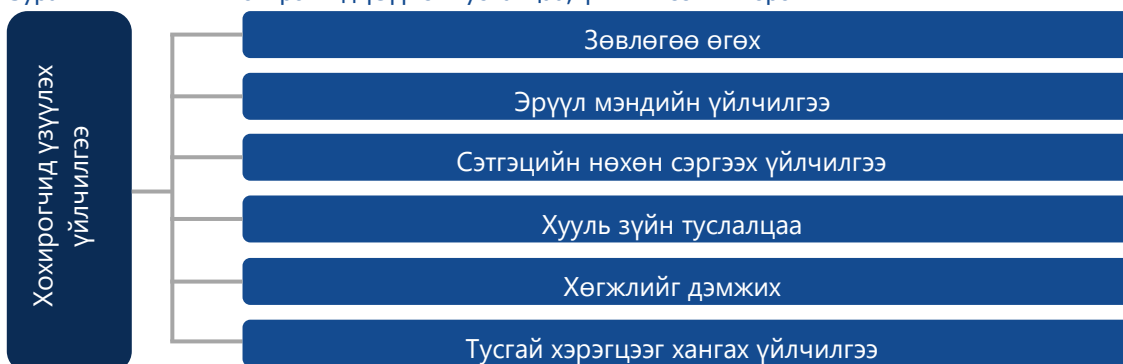 Хохирогчид үзүүлэх
үйлчилгээ
Зөвлөгөө өгөх
Эрүүл мэндийн үйлчилгээ
Сэтгэцийн нөхөн сэргээх үйлчилгээ
Хууль зүйн туслалцаа
Хөгжлийг дэмжих
Тусгай хэрэгцээг хангах үйлчилгээ